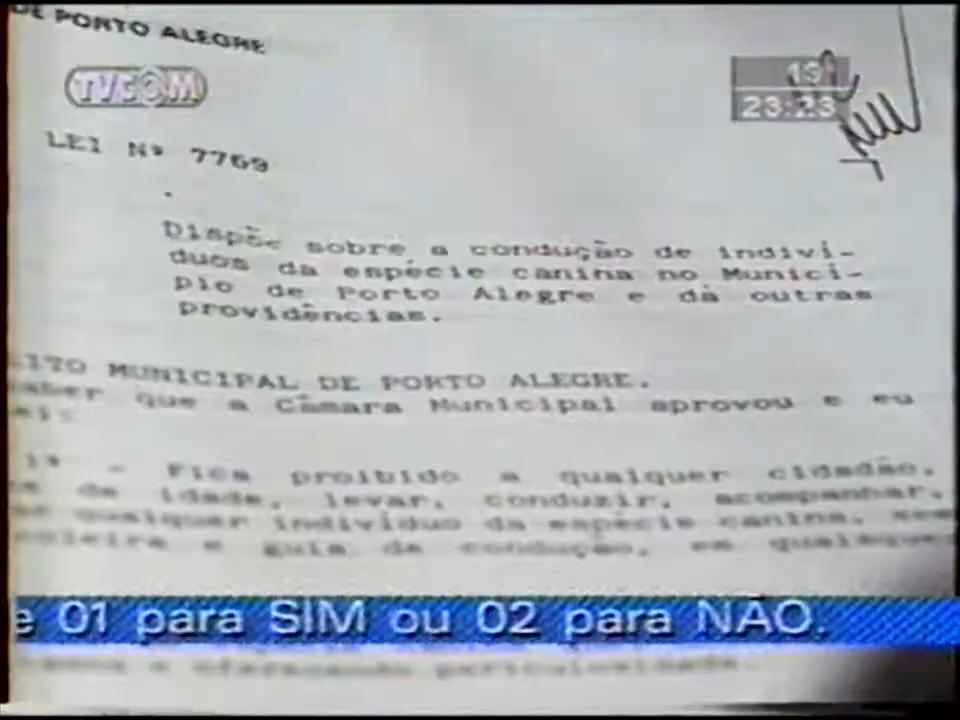 DE PORTO ALEGRE
TVCOM
19
23:23
LEI Nº 7769
Dispõe sobre a condução de indiví-
duos da espécie canina no Municí-
pio de Porto Alegre e dá outras
providências.
MUNICIPAL DE PORTO ALEGRE.
que a Câmara Municipal aprovou e eu
1º - Fica proibido a qualquer cidadão,
de idade, levar, conduzir, acompanhar,
qualquer indivíduo da espécie canina, sem
e guia de condução, em qualquer
e 01 para SIM ou 02 para NÃO.